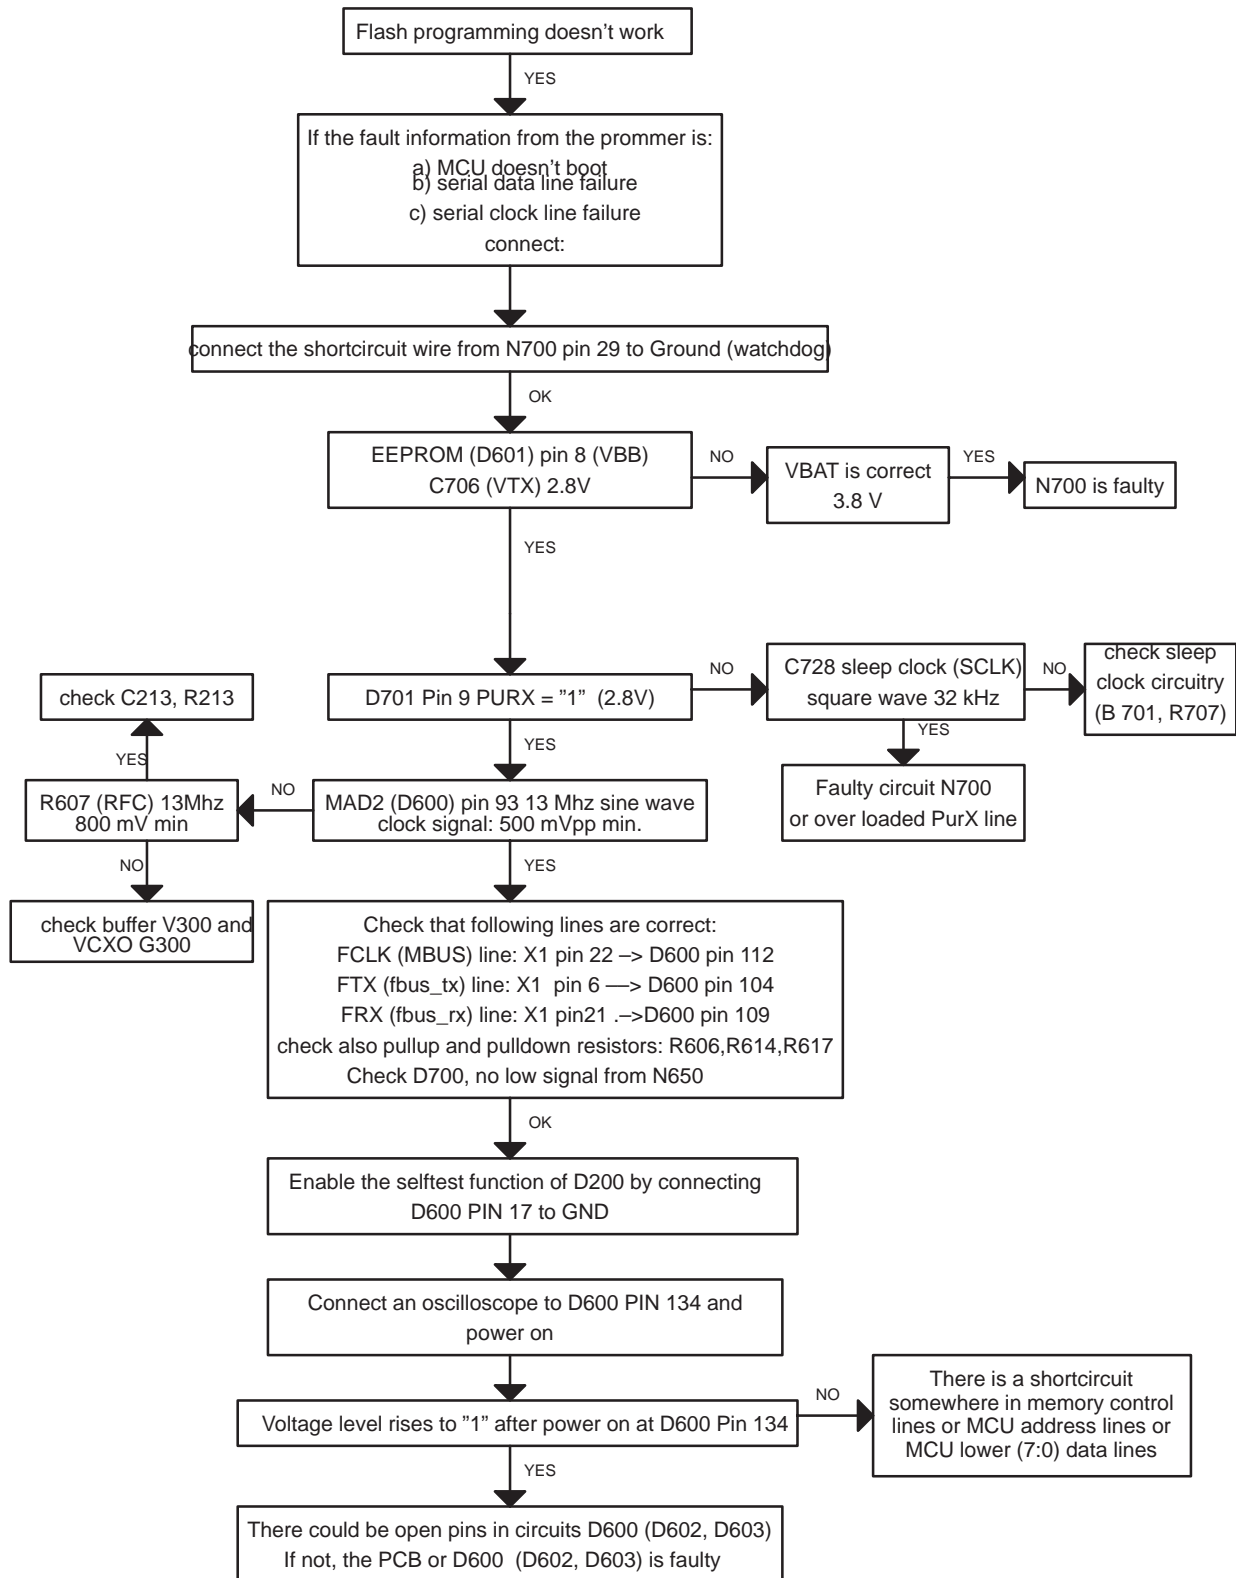 Flash programming doesn't work
YES
If the fault information from the prommer is:
a) MCU doesn't boot
b) serial data line failure
c) serial clock line failure
connect:
connect the shortcircuit wire from N700 pin 29 to Ground (watchdog)
OK
EEPROM (D601) pin 8 (VBB)
C706 (VTX) 2.8V
NO
VBAT is correct
3.8 V
YES
N700 is faulty
YES
D701 Pin 9 PURX = ”1” (2.8V)
NO
C728 sleep clock (SCLK)
square wave 32 kHz
NO
check sleep
clock circuitry
(B 701, R707)
YES
Faulty circuit N700
or over loaded PurX line
YES
MAD2 (D600) pin 93 13 Mhz sine wave
clock signal: 500 mVpp min.
NO
R607 (RFC) 13Mhz
800 mV min
YES
check C213, R213
NO
check buffer V300 and
VCXO G300
YES
Check that following lines are correct:
FCLK (MBUS) line: X1 pin 22 –> D600 pin 112
FTX (fbus_tx) line: X1 pin 6 —> D600 pin 104
FRX (fbus_rx) line: X1 pin21 .–>D600 pin 109
check also pullup and pulldown resistors: R606,R614,R617
Check D700, no low signal from N650
OK
Enable the selftest function of D200 by connecting
D600 PIN 17 to GND
Connect an oscilloscope to D600 PIN 134 and
power on
Voltage level rises to ”1” after power on at D600 Pin 134
NO
There is a shortcircuit
somewhere in memory control
lines or MCU address lines or
MCU lower (7:0) data lines
YES
There could be open pins in circuits D600 (D602, D603)
If not, the PCB or D600 (D602, D603) is faulty